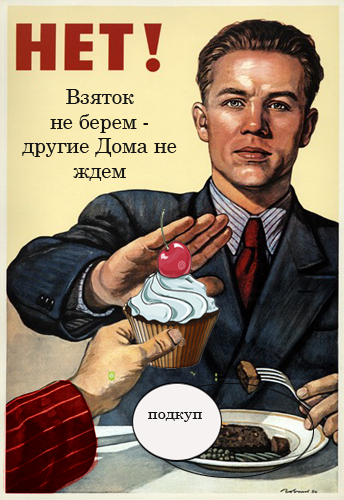 НЕТ!
Взяток
не берем -
другие Дома не
ждем
подкуп